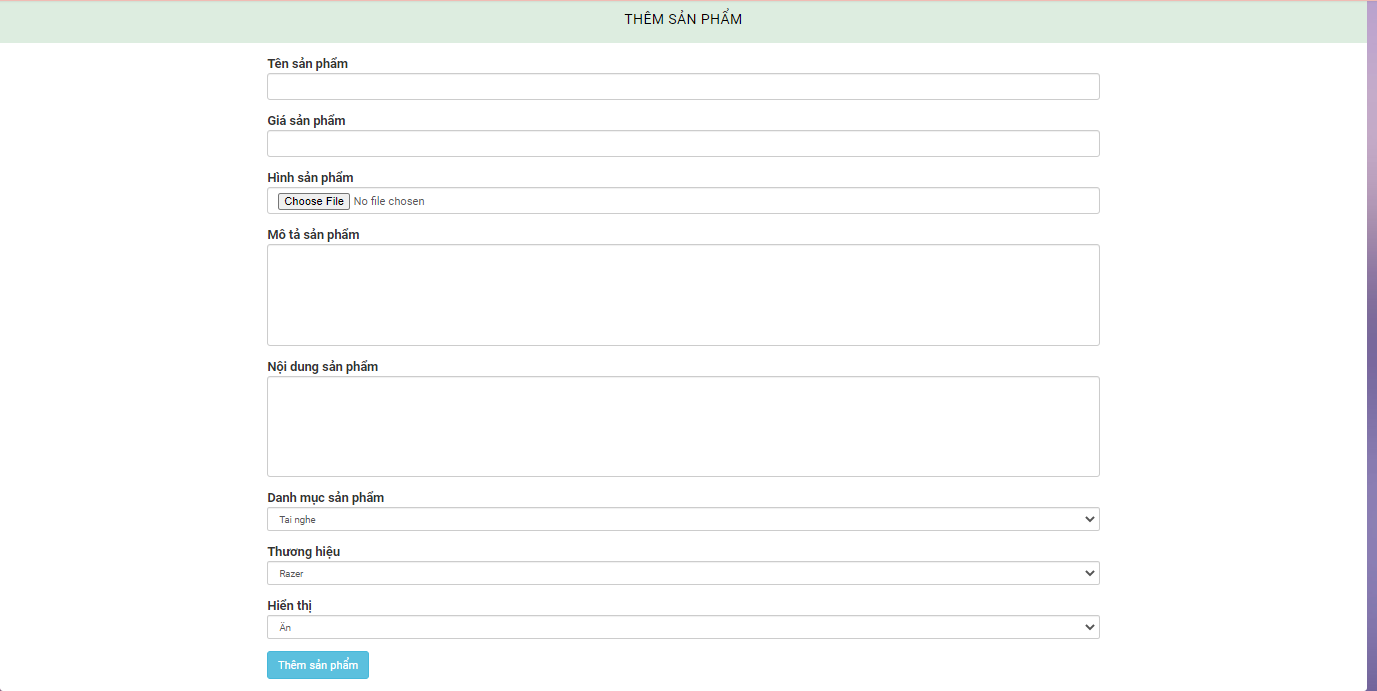 THÊM SẢN PHẨM
Tên sản phẩm
Giá sản phẩm
Hình sản phẩm
Choose File No file chosen
Mô tả sản phẩm
Nội dung sản phẩm
Danh mục sản phẩm
Tai nghe
Thương hiệu
Razer
Hiển thị
Ẩn
Thêm sản phẩm